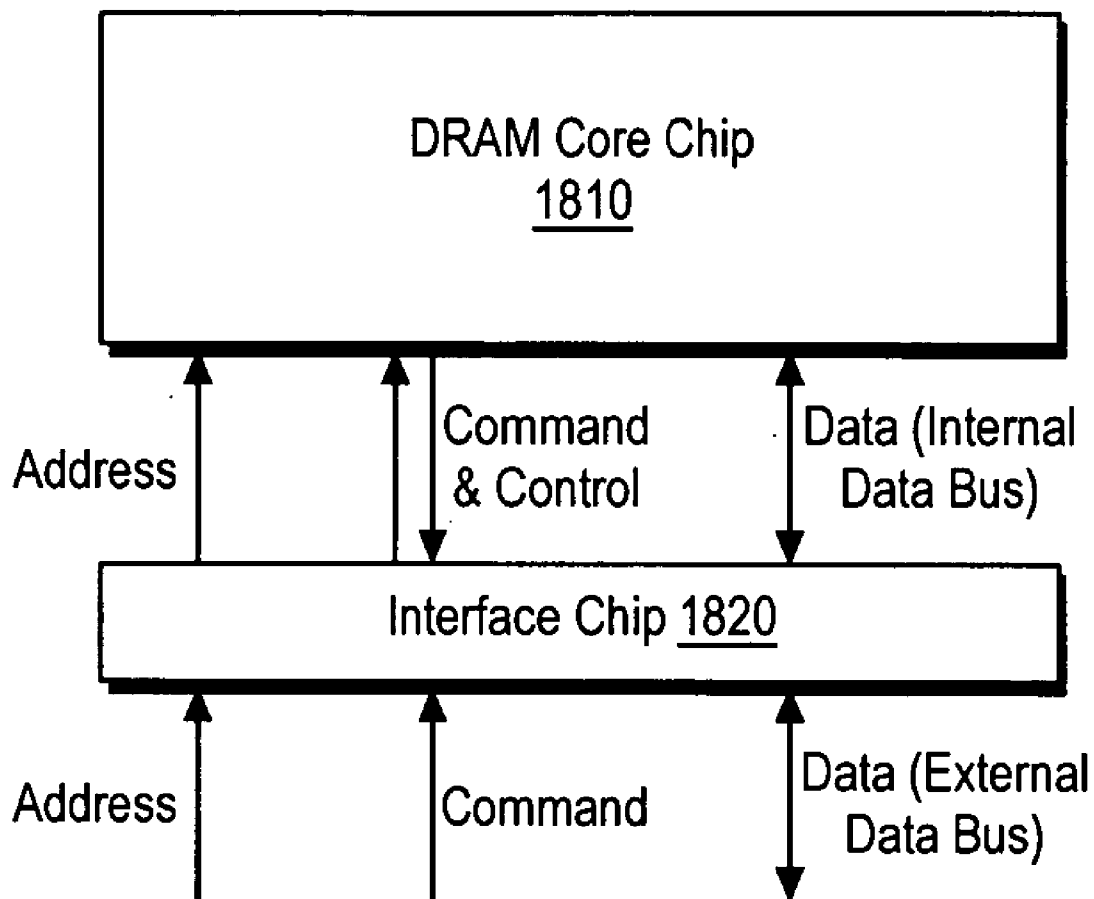 DRAM Core Chip
1810
Address
Command
& Control
Data (Internal
Data Bus)
Interface Chip 1820
Address
Command
Data (External
Data Bus)